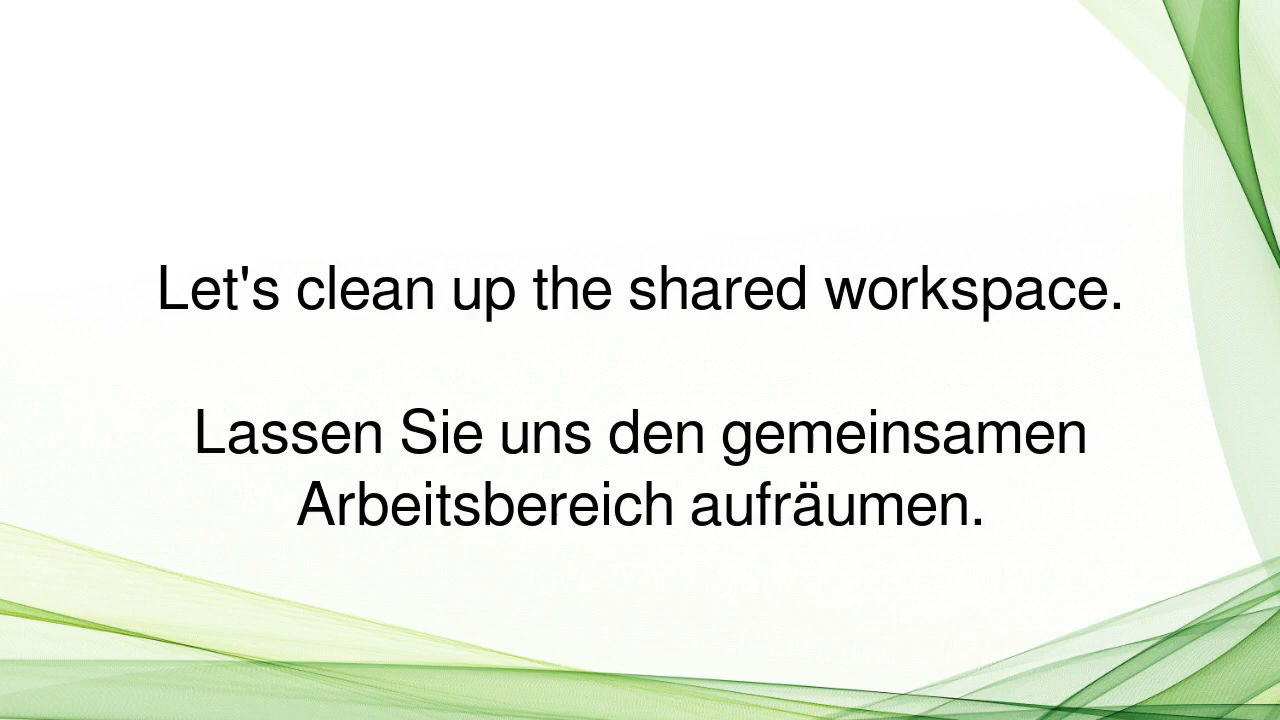 Let's clean up the shared workspace.
Lassen Sie uns den gemeinsamen
Arbeitsbereich aufräumen.